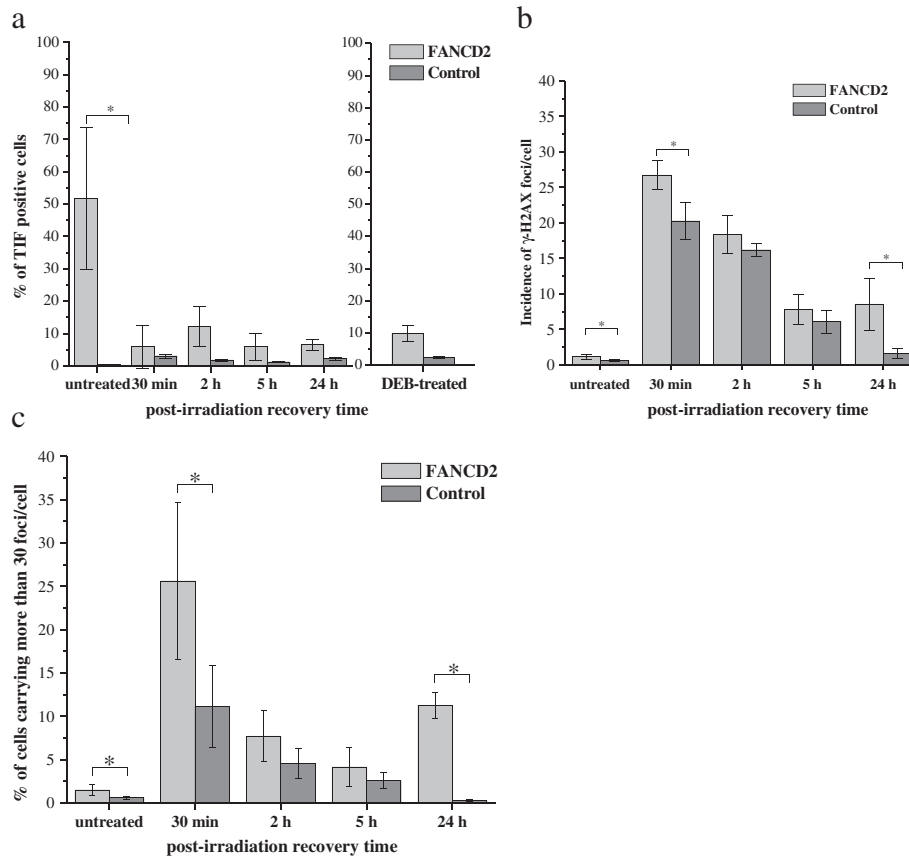 a
100
90
80
70
60
50
40
30
20
10
0
% of TIF positive cells
*
untreated 30 min 2 h 5 h 24 h
100
90
80
70
60
50
40
30
20
10
0
FANCD2
Control
DEB-treated
post-irradiation recovery time
b
40
35
30
25
20
15
10
5
0
Incidence of γ-H2AX foci/cell
FANCD2
Control
*
*
*
untreated 30 min 2 h 5 h 24 h
post-irradiation recovery time
c
40
35
30
25
20
15
10
5
0
% of cells carrying more than 30 foci/cell
FANCD2
Control
*
*
*
untreated 30 min 2 h 5 h 24 h
post-irradiation recovery time